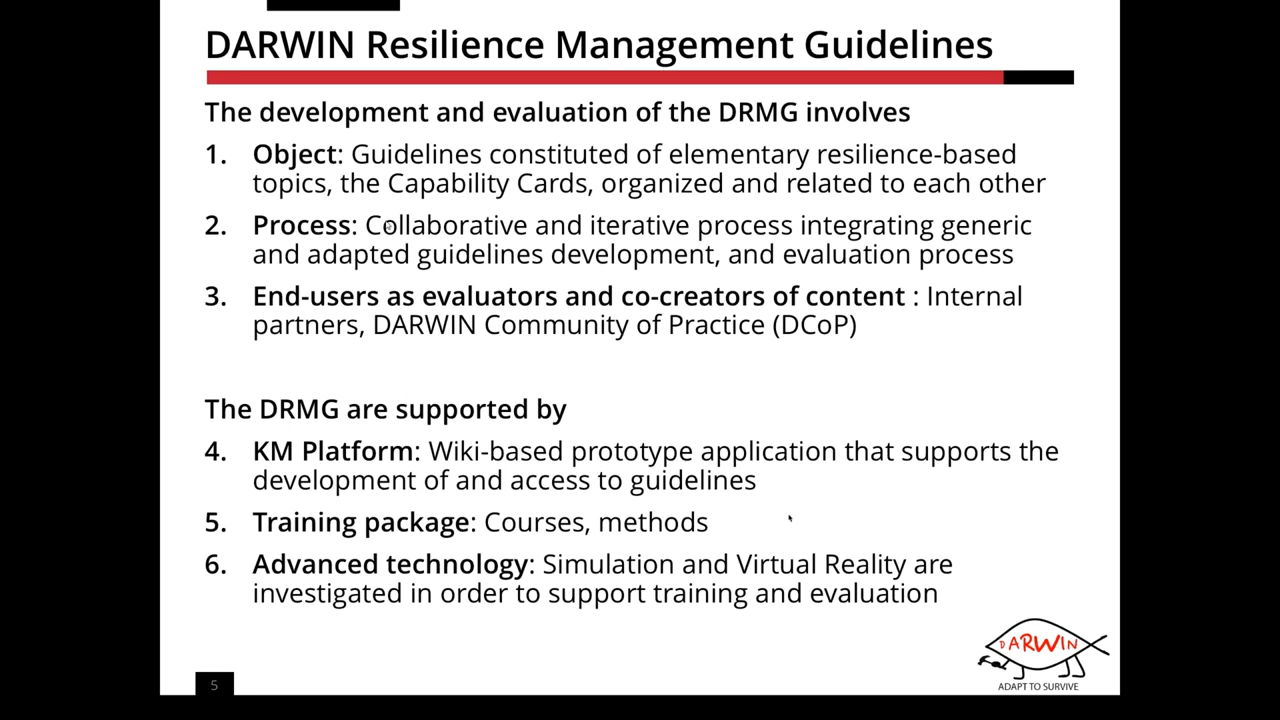 DARWIN Resilience Management Guidelines
The development and evaluation of the DRMG involves
1. Object: Guidelines constituted of elementary resilience-based
topics, the Capability Cards, organized and related to each other
2. Process: Collaborative and iterative process integrating generic
and adapted guidelines development, and evaluation process
3. End-users as evaluators and co-creators of content : Internal
partners, DARWIN Community of Practice (DCoP)
The DRMG are supported by
4. KM Platform: Wiki-based prototype application that supports the
development of and access to guidelines
5. Training package: Courses, methods
6. Advanced technology: Simulation and Virtual Reality are
investigated in order to support training and evaluation
DARWIN
ADAPT TO SURVIVE
5